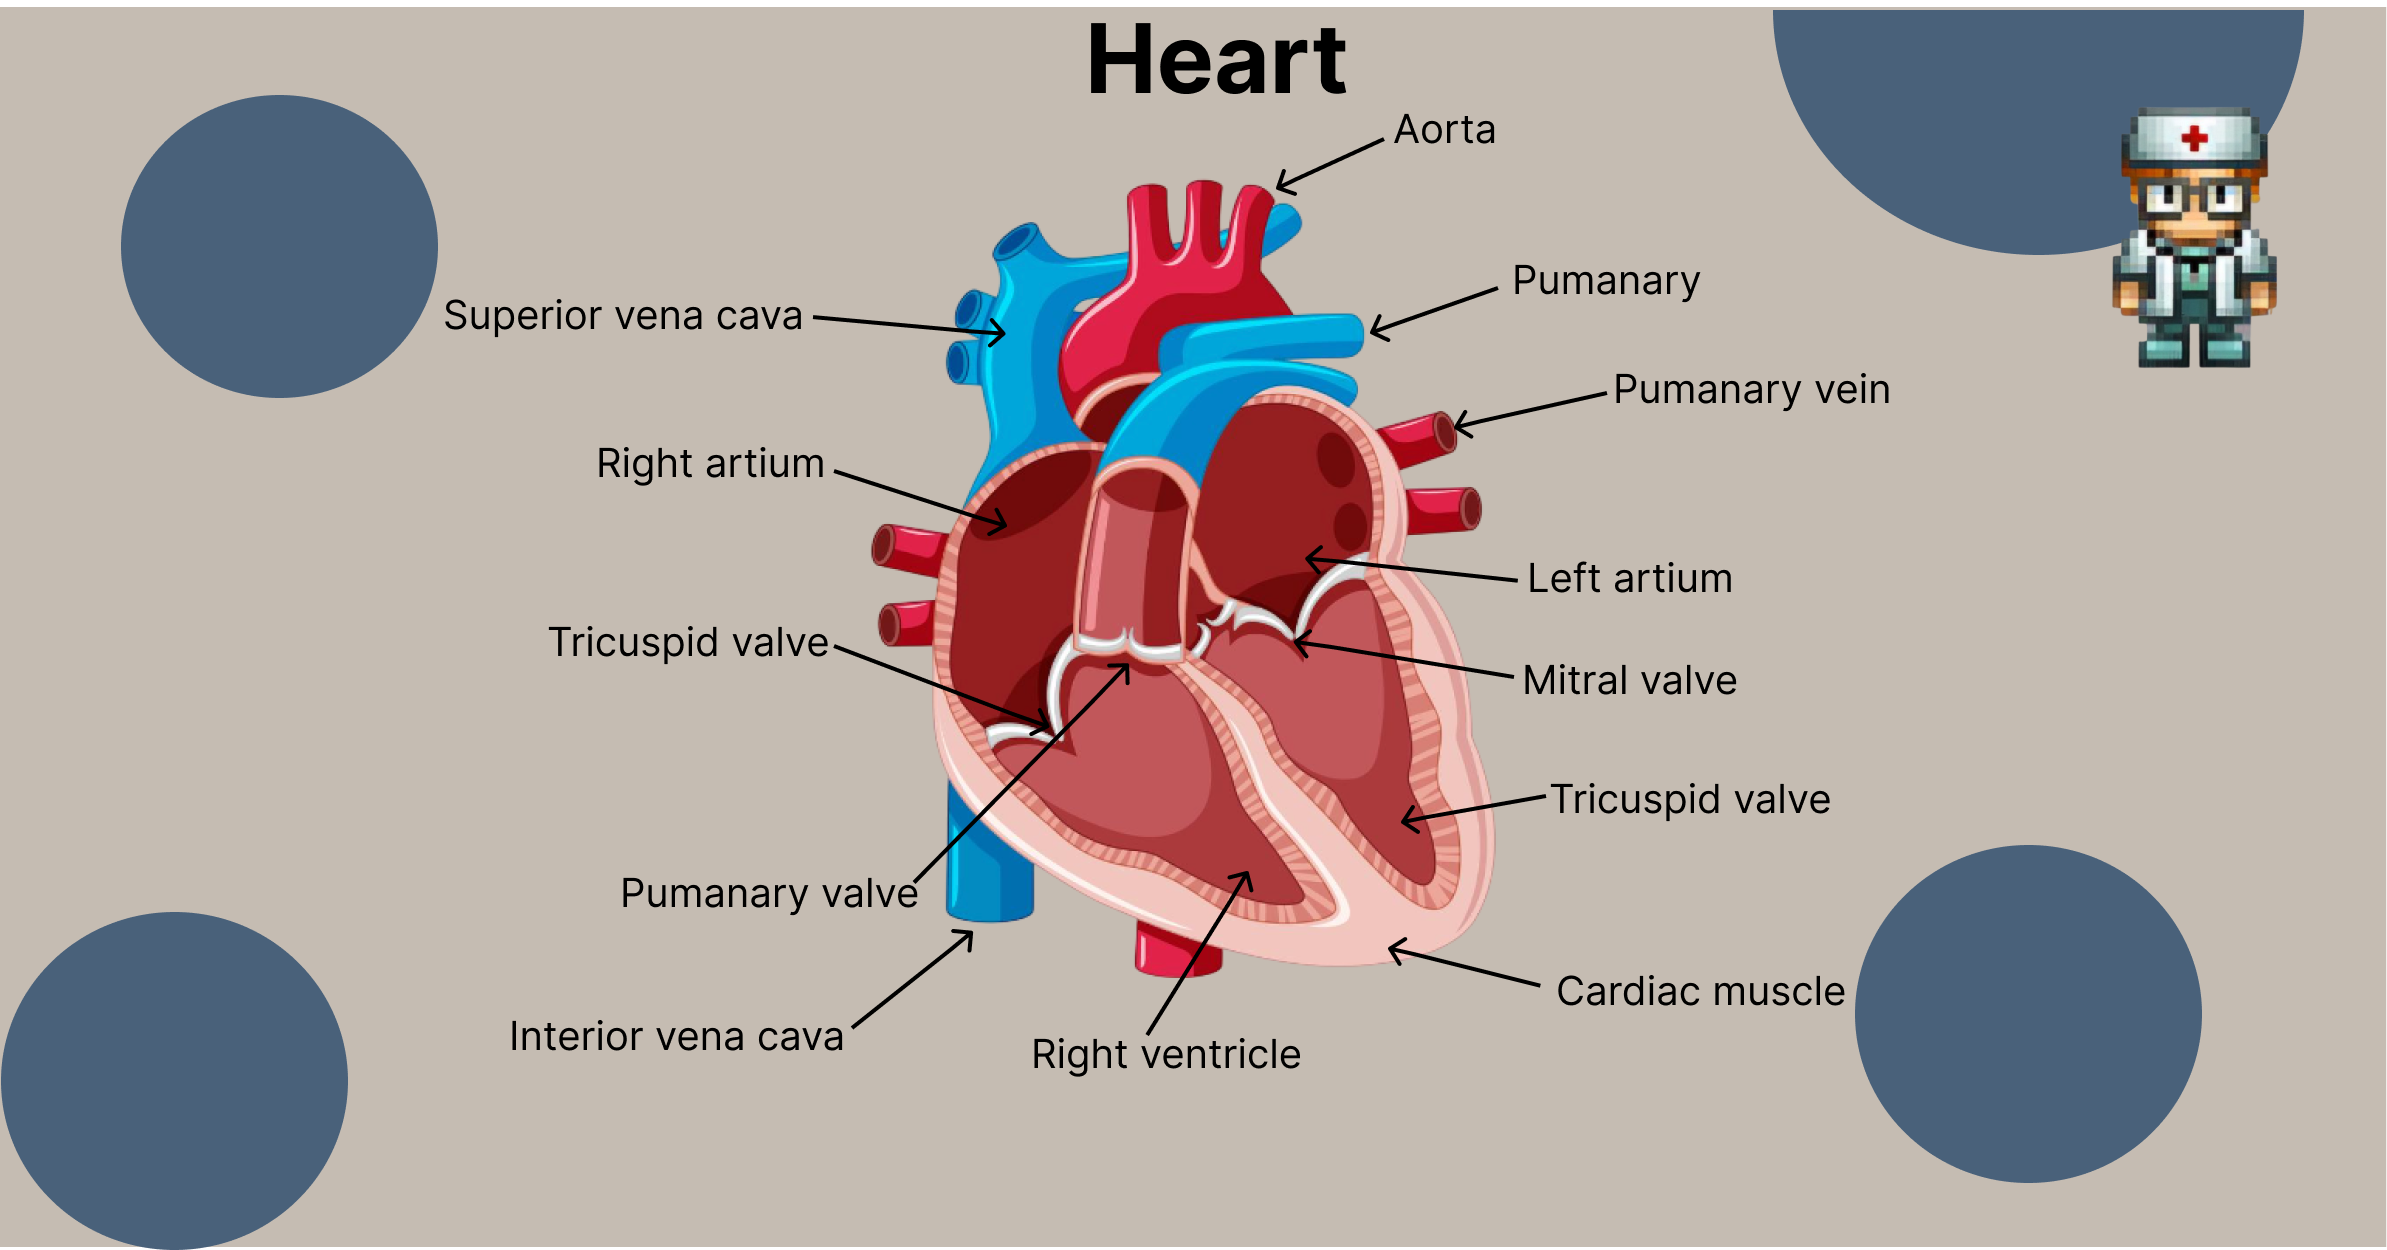 Heart
Aorta
Pumanary
Superior vena cava
Pumanary vein
Right artium
Left artium
Tricuspid valve
Mitral valve
Tricuspid valve
Pumanary valve
Cardiac muscle
Interior vena cava
Right ventricle